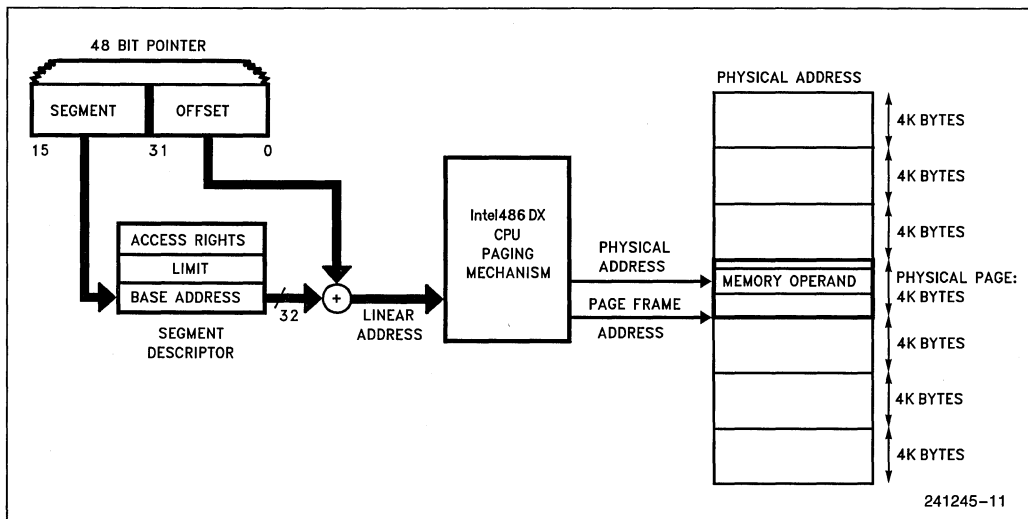 48 BIT POINTER
SEGMENT OFFSET
15 31 0
ACCESS RIGHTS
LIMIT
BASE ADDRESS
32
SEGMENT
DESCRIPTOR
+
LINEAR
ADDRESS
Intel486 DX
CPU
PAGING
MECHANISM
PHYSICAL
ADDRESS
PAGE FRAME
ADDRESS
PHYSICAL ADDRESS
4K BYTES
4K BYTES
4K BYTES
MEMORY OPERAND
PHYSICAL PAGE:
4K BYTES
4K BYTES
4K BYTES
4K BYTES
241245-11